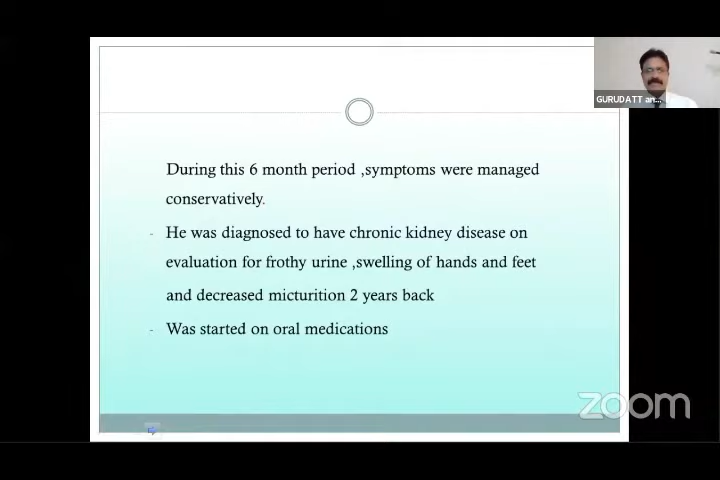 GURUDATT an...
During this 6 month period ,symptoms were managed
conservatively.
- He was diagnosed to have chronic kidney disease on
evaluation for frothy urine ,swelling of hands and feet
and decreased micturition 2 years back
- Was started on oral medications
zoom